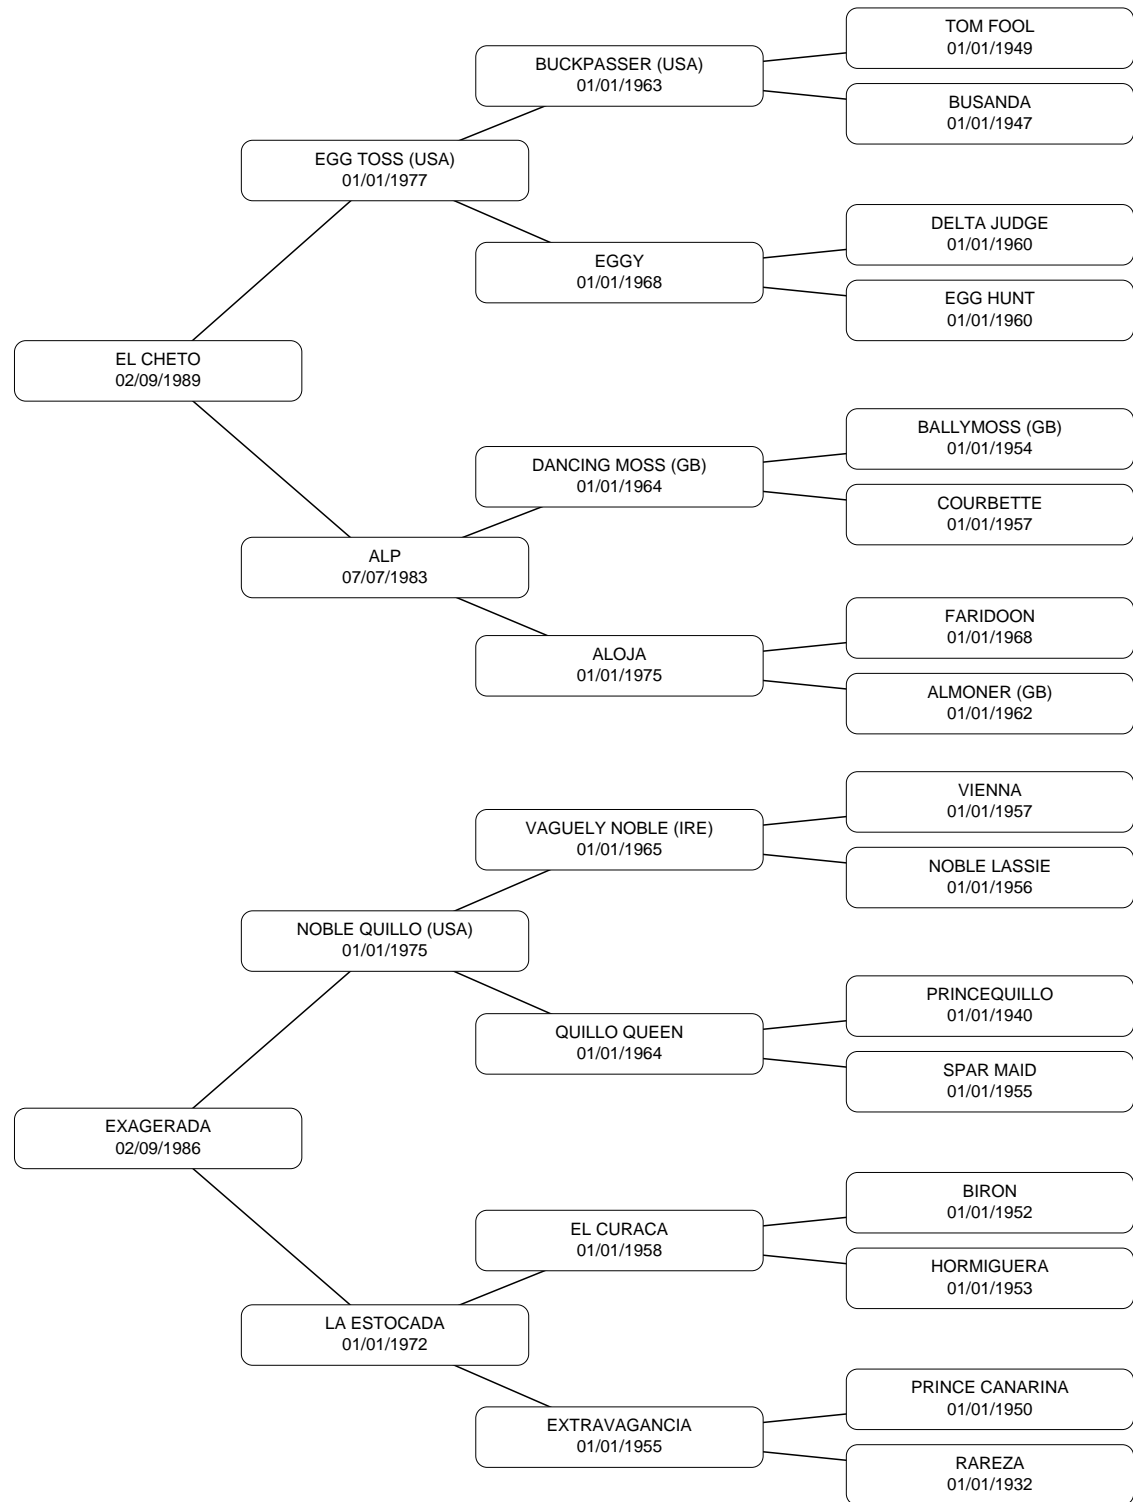 TOM FOOL
01/01/1949
BUCKPASSER (USA)
01/01/1963
BUSANDA
01/01/1947
EGG TOSS (USA)
01/01/1977
DELTA JUDGE
01/01/1960
EGGY
01/01/1968
EGG HUNT
01/01/1960
EL CHETO
02/09/1989
BALLYMOSS (GB)
01/01/1954
DANCING MOSS (GB)
01/01/1964
COURBETTE
01/01/1957
ALP
07/07/1983
FARIDOON
01/01/1968
ALOJA
01/01/1975
ALMONER (GB)
01/01/1962
VIENNA
01/01/1957
VAGUELY NOBLE (IRE)
01/01/1965
NOBLE LASSIE
01/01/1956
NOBLE QUILLO (USA)
01/01/1975
PRINCEQUILLO
01/01/1940
QUILLO QUEEN
01/01/1964
SPAR MAID
01/01/1955
EXAGERADA
02/09/1986
BIRON
01/01/1952
EL CURACA
01/01/1958
HORMIGUERA
01/01/1953
LA ESTOCADA
01/01/1972
PRINCE CANARINA
01/01/1950
EXTRAVAGANCIA
01/01/1955
RAREZA
01/01/1932